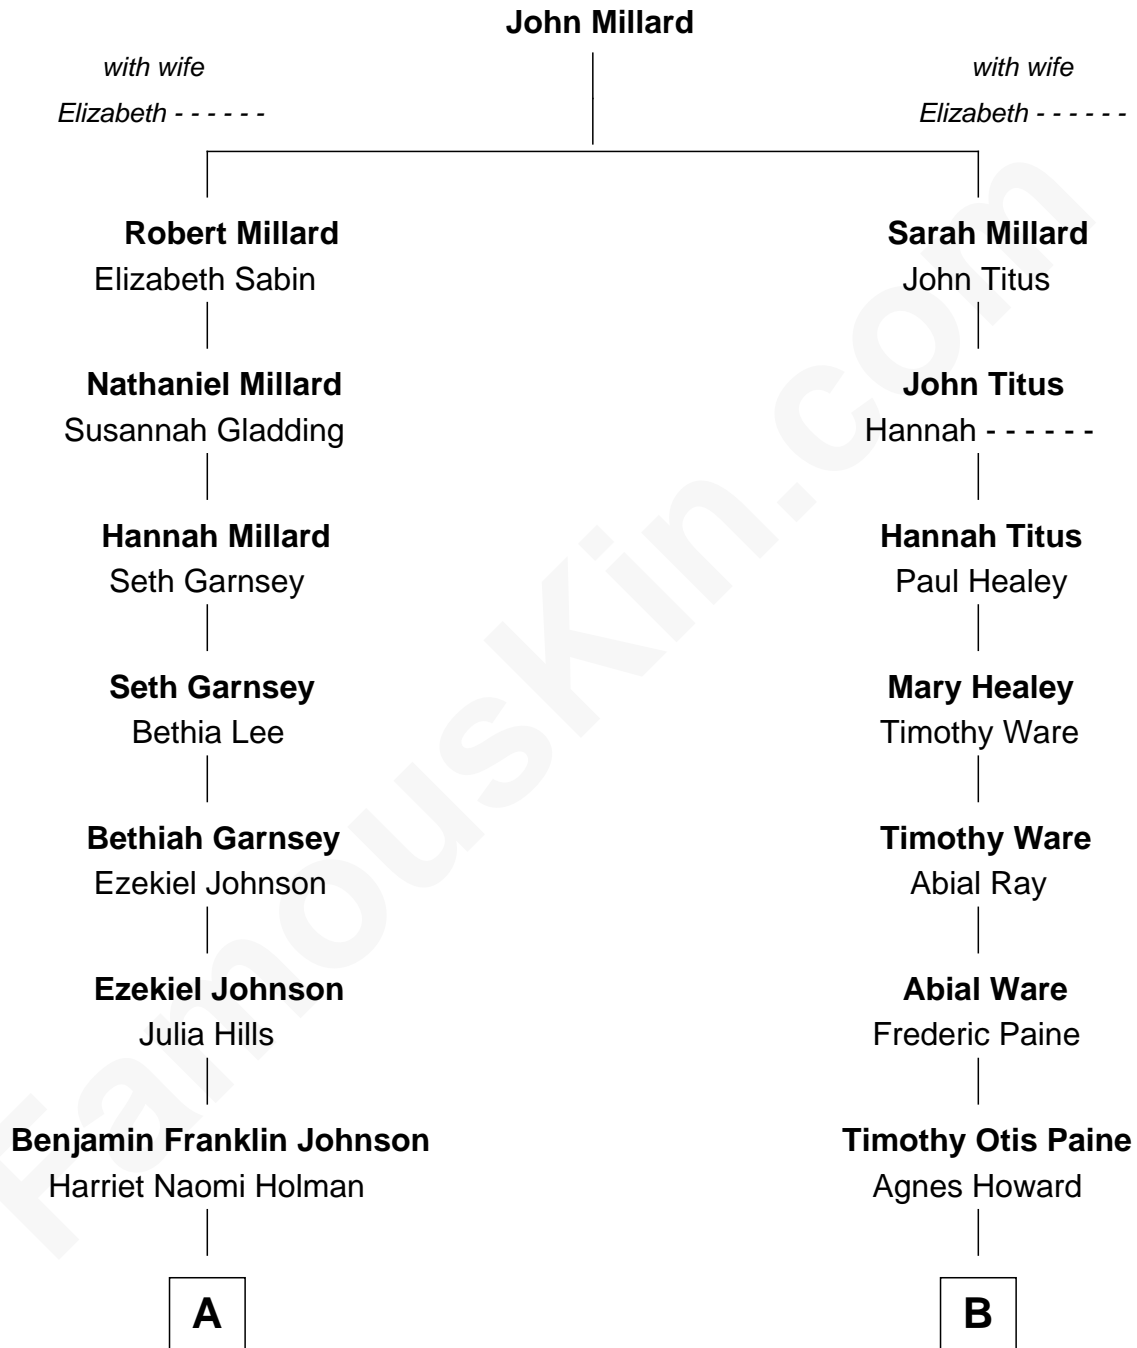 John Millard
with wife
Elizabeth - - - - - -
with wife
Elizabeth - - - - - -
Robert Millard
Elizabeth Sabin
Sarah Millard
John Titus
Nathaniel Millard
Susannah Gladding
John Titus
Hannah - - - - - -
Hannah Millard
Seth Garnsey
Hannah Titus
Paul Healey
Seth Garnsey
Bethia Lee
Mary Healey
Timothy Ware
Bethiah Garnsey
Ezekiel Johnson
Timothy Ware
Abial Ray
Ezekiel Johnson
Julia Hills
Abial Ware
Frederic Paine
Benjamin Franklin Johnson
Harriet Naomi Holman
Timothy Otis Paine
Agnes Howard
A
B
FamousKin.com